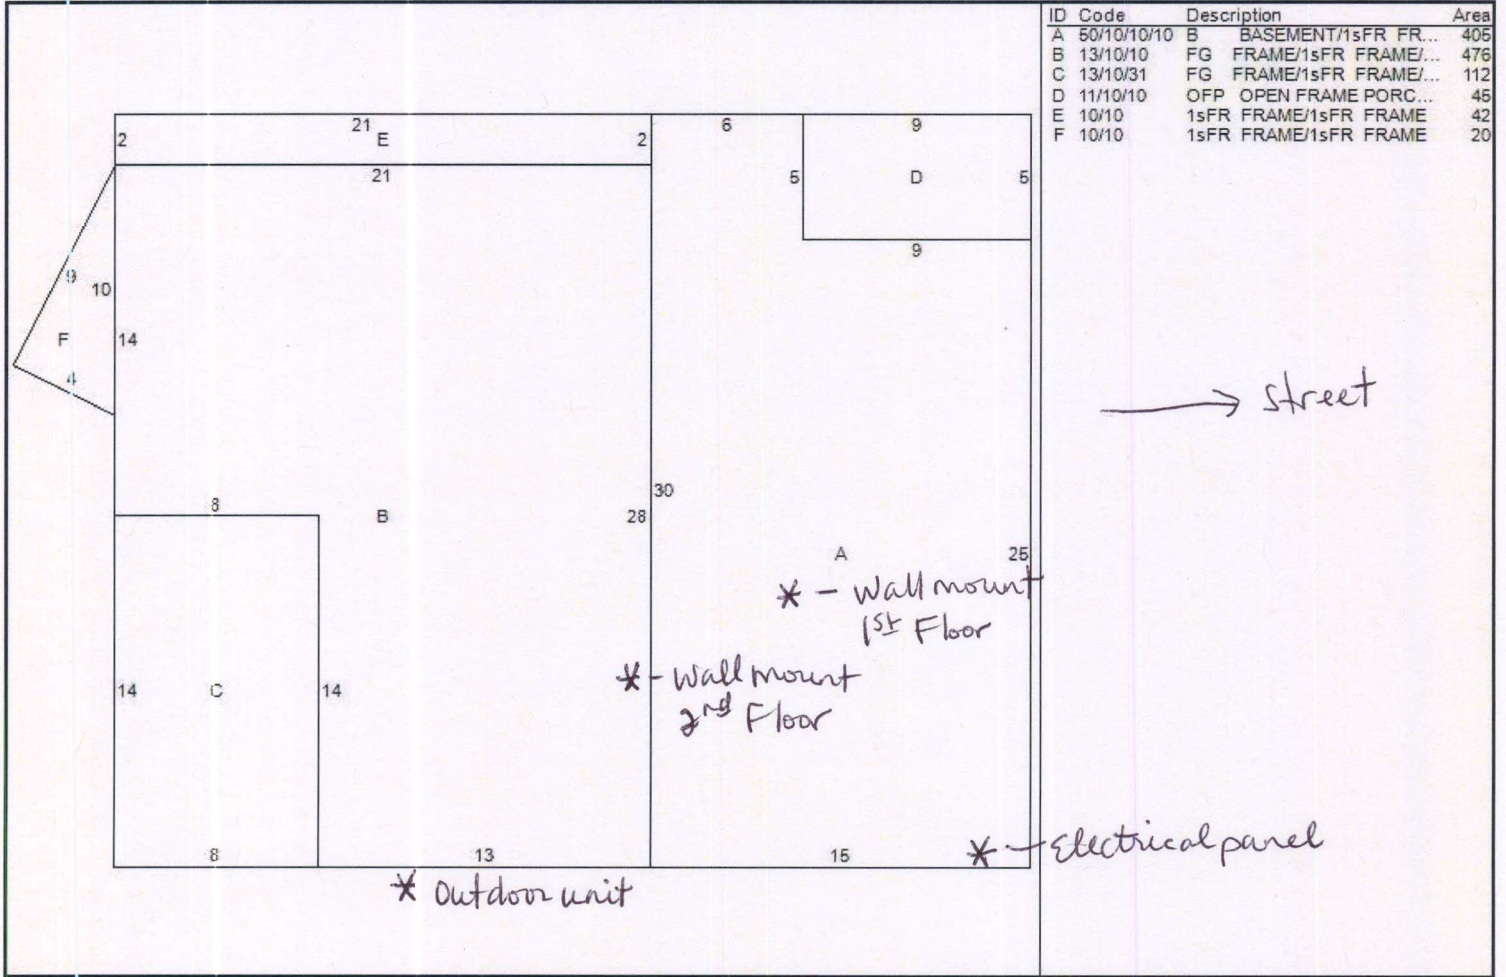 ID Code Description Area
A 50/10/10/10 B BASEMENT/1sFR FR... 405
B 13/10/10 FG FRAME/1sFR FRAME/... 476
C 13/10/31 FG FRAME/1sFR FRAME/... 112
D 11/10/10 OFP OPEN FRAME PORC... 45
E 10/10 1sFR FRAME/1sFR FRAME 42
F 10/10 1sFR FRAME/1sFR FRAME 20
2 21 E 2 6 9
21 5 D 5
9
9 10
F 14
4
→ Street
8 B 28 30
A 25
* - Wall mount
1st Floor
* - Wall mount
2nd Floor
14 C 14
8 13 15
* - Electrical panel
* Outdoor unit